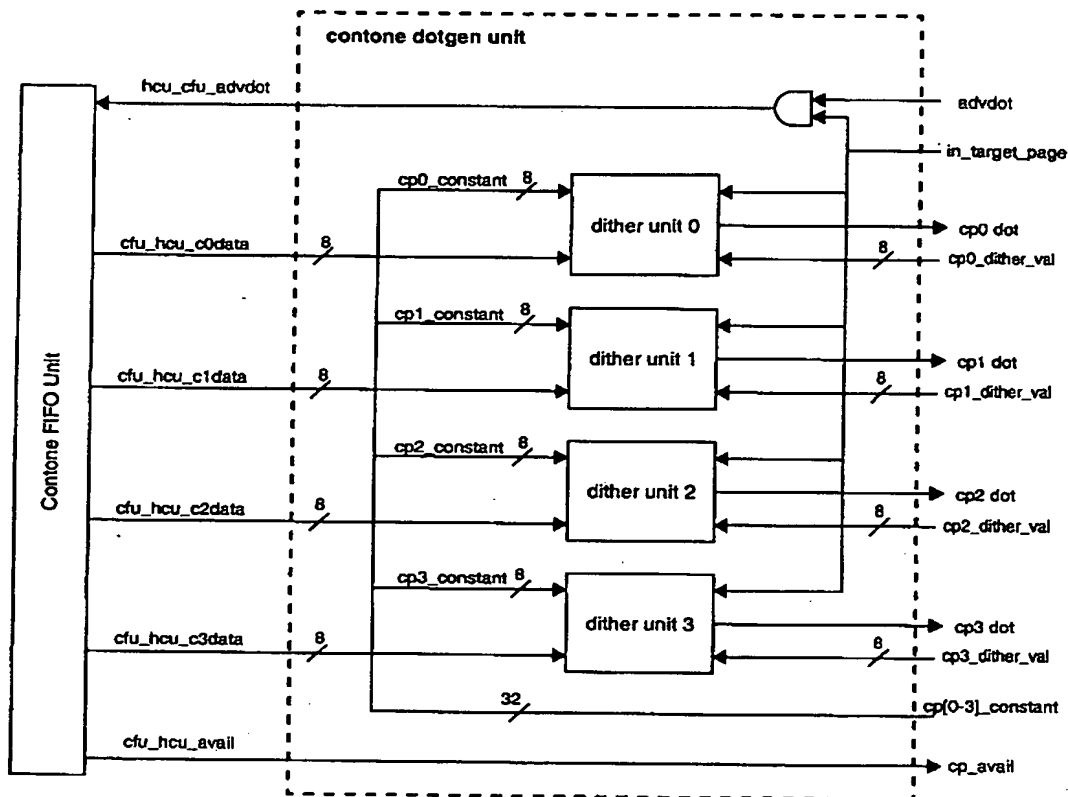 contone dotgen unit
hcu_cfu_advdot
advdot
in_target_page
cp0_constant 8
dither unit 0
cp0 dot
cfu_hcu_c0data 8
8
cp0_dither_val
cp1_constant 8
dither unit 1
cp1 dot
cfu_hcu_c1data 8
8
cp1_dither_val
Contone FIFO Unit
cp2_constant 8
dither unit 2
cp2 dot
cfu_hcu_c2data 8
8
cp2_dither_val
cp3_constant 8
dither unit 3
cp3 dot
cfu_hcu_c3data 8
8
cp3_dither_val
32
cp[0-3]_constant
cfu_hcu_avail
cp_avail